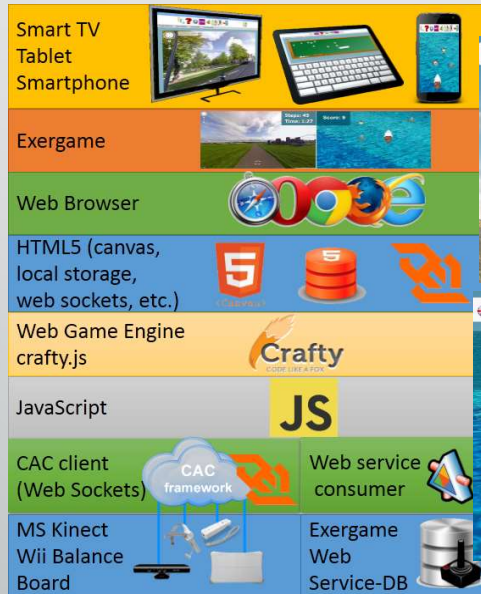 Smart TV
Tablet
Smartphone
Steps: 45
Time: 1:27
Score: 9
Exergame
Web Browser
HTML5 (canvas,
local storage,
web sockets, etc.)
5
<Canvas>
5
Web Game Engine
crafty.js
Crafty
CODE LIKE A FOX
JavaScript
JS
CAC client
(Web Sockets)
CAC
framework
Web service
consumer
MS Kinect
Wii Balance
Board
Exergame
Web
Service-DB